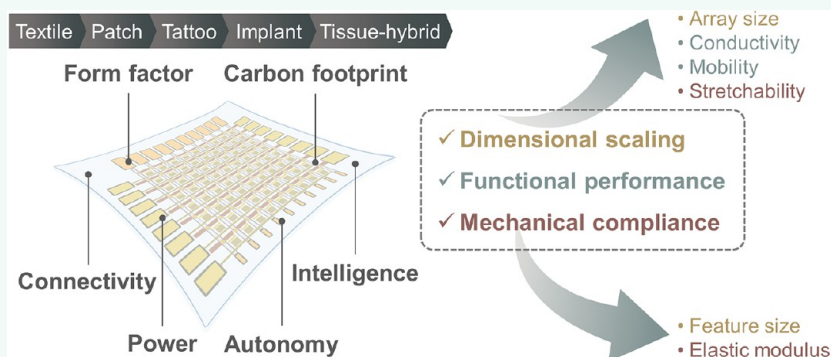 Textile Patch Tattoo Implant Tissue-hybrid
Form factor
Carbon footprint
Connectivity
Intelligence
Power
Autonomy
✓ Dimensional scaling
✓ Functional performance
✓ Mechanical compliance
• Array size
• Conductivity
• Mobility
• Stretchability
• Feature size
• Elastic modulus